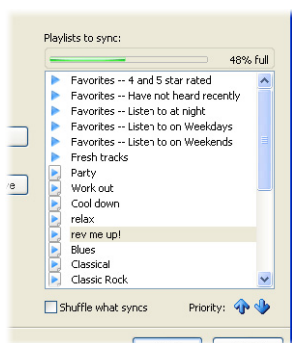 Playlists to sync:
48% full
Favorites -- 4 and 5 star rated
Favorites -- Have not heard recently
Favorites -- Listen to at night
Favorites -- Listen to on Weekdays
Favorites -- Listen to on Weekends
Fresh tracks
Party
Work out
Cool down
relax
rev me up!
Blues
Classical
Classic Rock
Shuffle what syncs Priority: